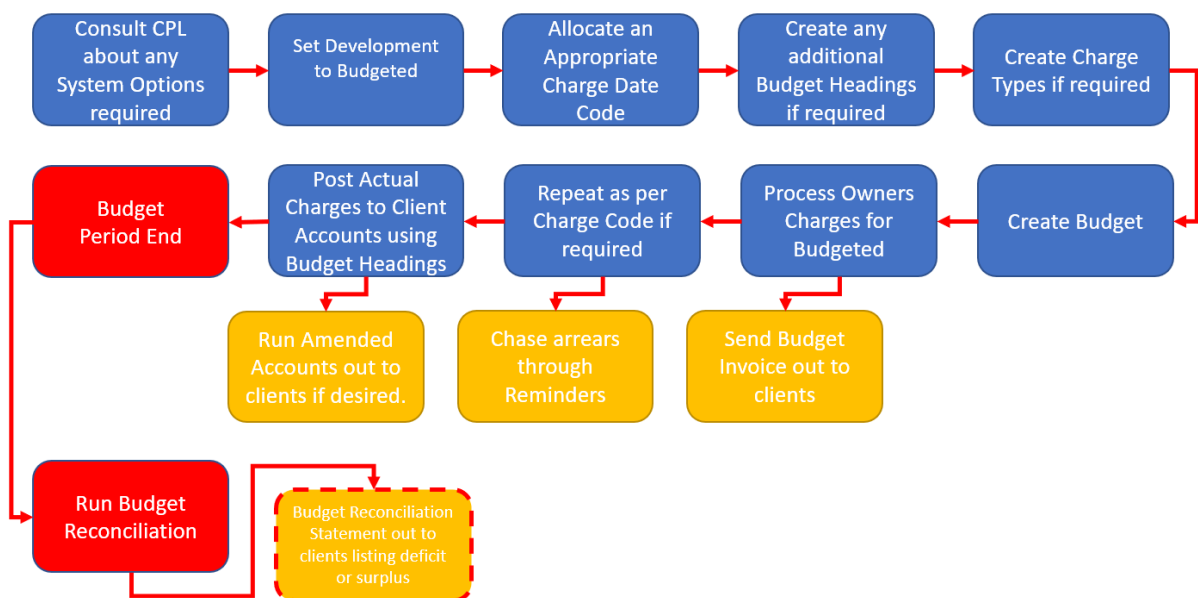 Consult CPL
about any
System Options
required
Set Development
to Budgeted
Allocate an
Appropriate
Charge Date
Code
Create any
additional
Budget Headings
if required
Create Charge
Types if required
Budget
Period End
Post Actual
Charges to Client
Accounts using
Budget Headings
Repeat as per
Charge Code if
required
Process Owners
Charges for
Budgeted
Create Budget
Run Amended
Accounts out to
clients if desired.
Chase arrears
through
Reminders
Send Budget
Invoice out to
clients
Run Budget
Reconciliation
Budget Reconciliation
Statement out to
clients listing deficit
or surplus